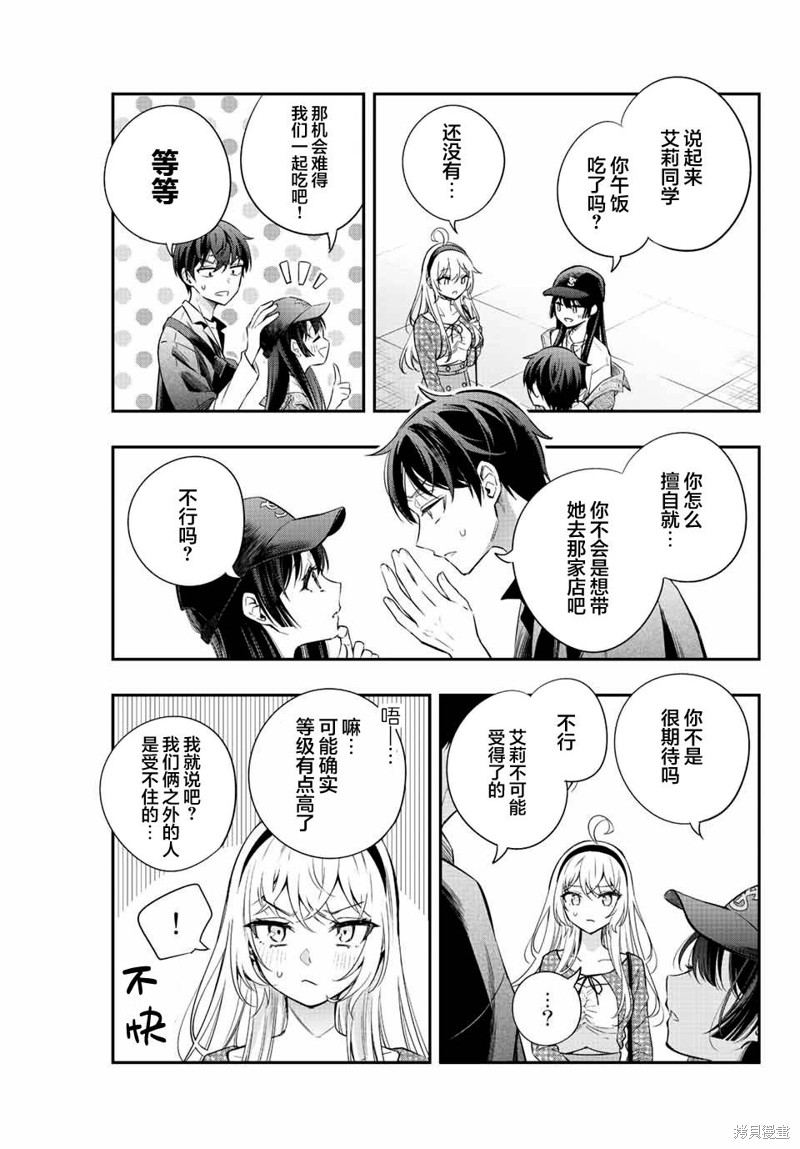 说起来
艾莉同学
你午饭
吃了吗?
还没有…
那机会难得
我们一起吃吧!
等等
你怎么
擅自就…
你不会是想带
她去那家店吧
不行吗?
你不是
很期待吗
不行
艾莉不可能
受得了的
…?
唔—…
嘛…
可能确实
等级有点高了
我就说吧?
我们俩之外的人
是受不住的…
!
不快
拷貝漫畫